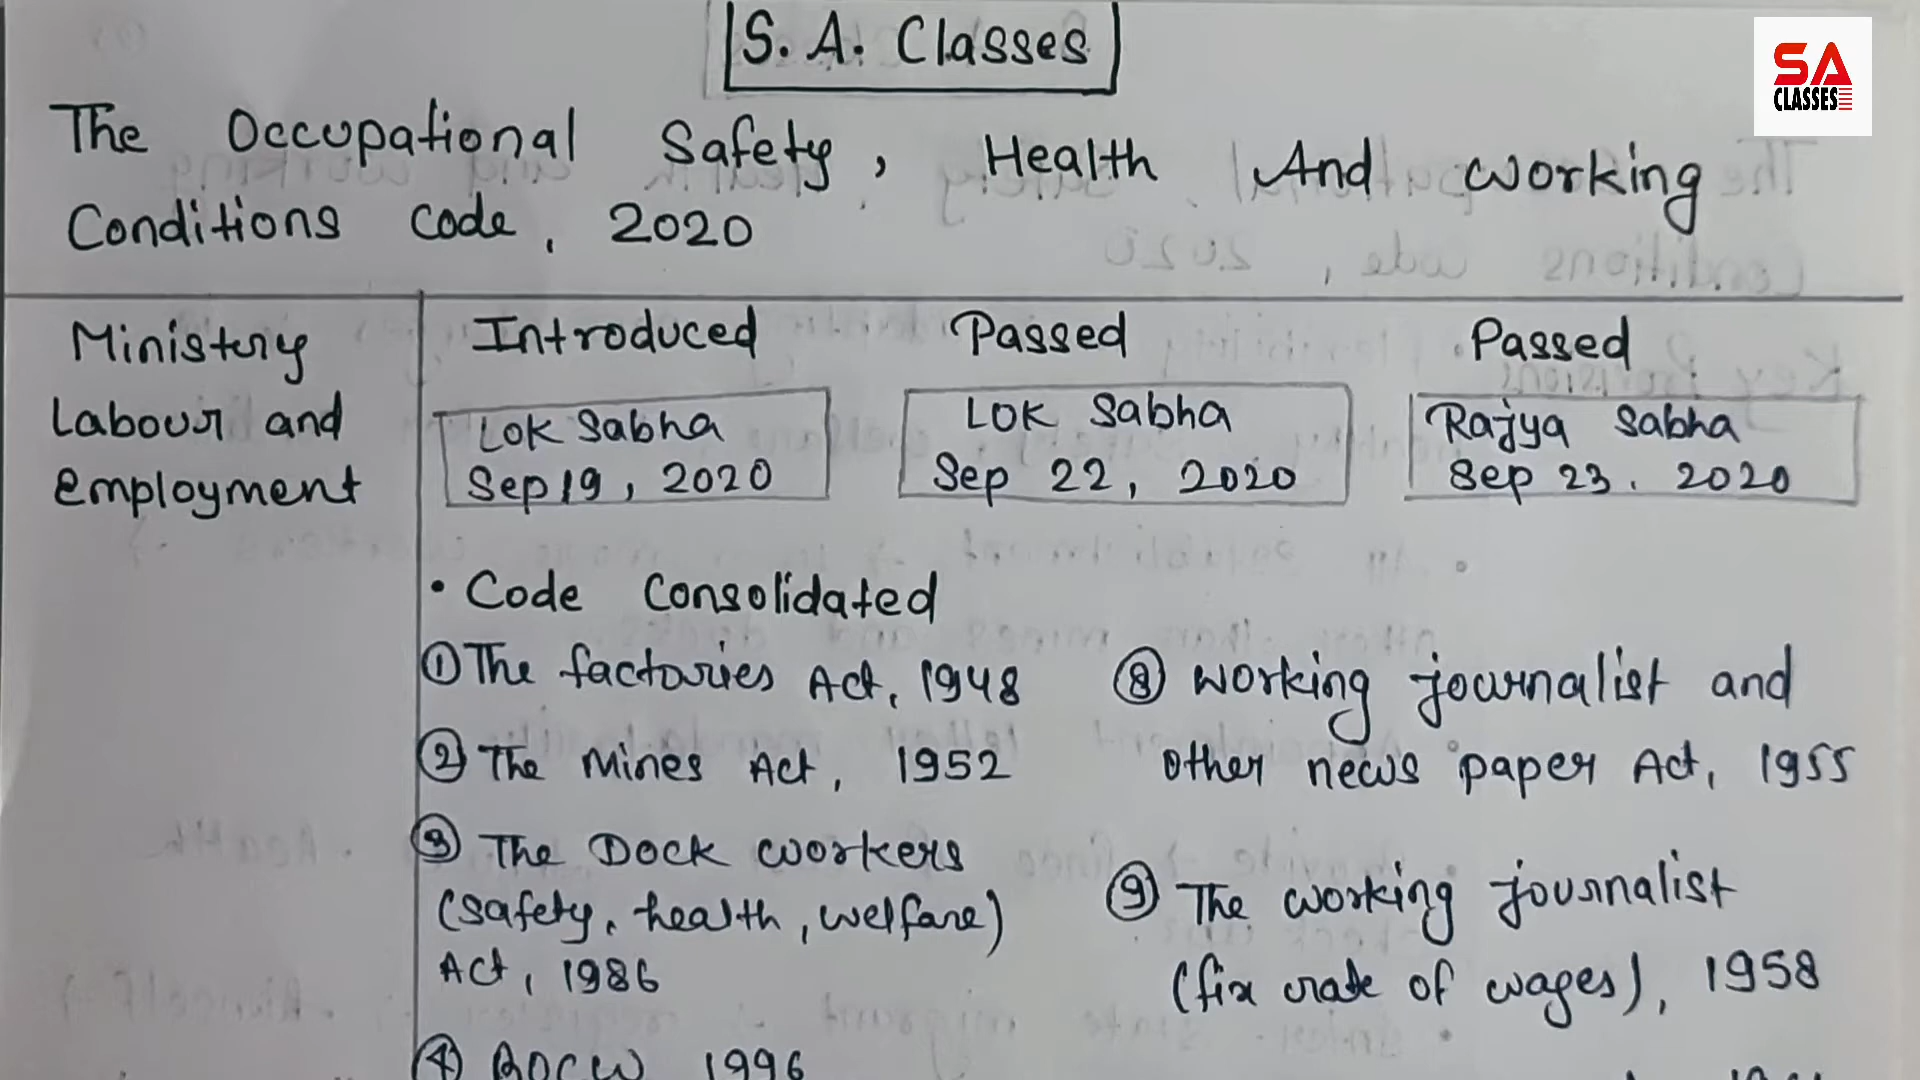 S. A. Classes
SA
CLASSES
The Occupational Safety, Health And working
Conditions code, 2020
Ministry
Labour and
employment
Introduced
Lok Sabha
Sep 19, 2020
Passed
Lok Sabha
Sep 22, 2020
Passed
Rajya Sabha
Sep 23. 2020
• Code Consolidated
① The factories Act, 1948
② The Mines Act, 1952
③ The Dock workers
(safety, health, welfare)
Act, 1986
④ BOCW 1996
⑧ working journalist and
other news paper Act, 1955
⑨ The working journalist
(fix rate of wages), 1958